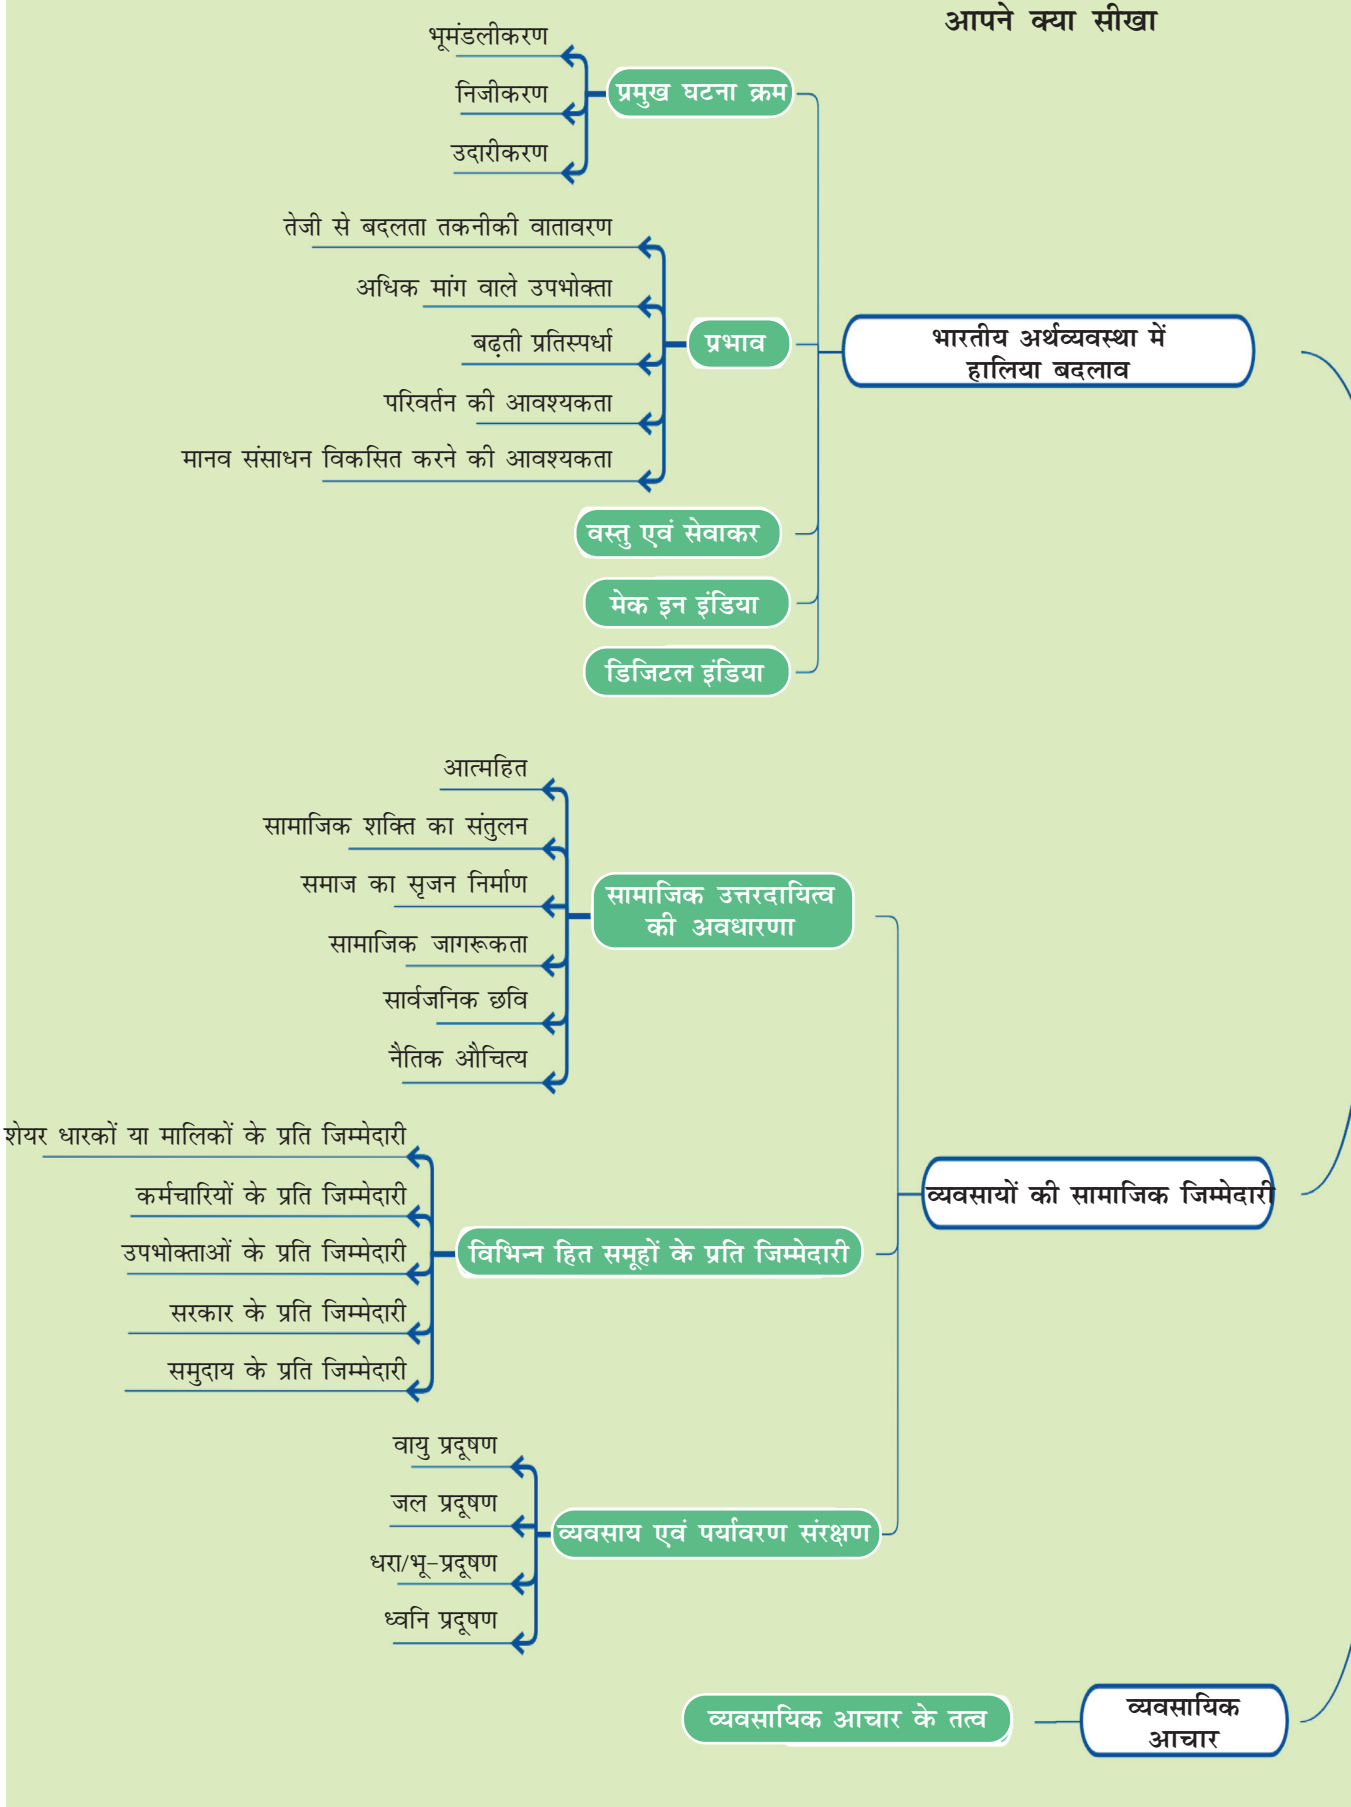 आपने क्या सीखा
भूमंडलीकरण
निजीकरण
उदारीकरण
प्रमुख घटना क्रम
तेजी से बदलता तकनीकी वातावरण
अधिक मांग वाले उपभोक्ता
बढ़ती प्रतिस्पर्धा
परिवर्तन की आवश्यकता
मानव संसाधन विकसित करने की आवश्यकता
प्रभाव
भारतीय अर्थव्यवस्था में
हालिया बदलाव
वस्तु एवं सेवाकर
मेक इन इंडिया
डिजिटल इंडिया
आत्महित
सामाजिक शक्ति का संतुलन
समाज का सृजन निर्माण
सामाजिक जागरूकता
सार्वजनिक छवि
नैतिक औचित्य
सामाजिक उत्तरदायित्व
की अवधारणा
शेयर धारकों या मालिकों के प्रति जिम्मेदारी
कर्मचारियों के प्रति जिम्मेदारी
उपभोक्ताओं के प्रति जिम्मेदारी
सरकार के प्रति जिम्मेदारी
समुदाय के प्रति जिम्मेदारी
विभिन्न हित समूहों के प्रति जिम्मेदारी
व्यवसायों की सामाजिक जिम्मेदारी
वायु प्रदूषण
जल प्रदूषण
धरा/भू-प्रदूषण
ध्वनि प्रदूषण
व्यवसाय एवं पर्यावरण संरक्षण
व्यवसायिक आचार के तत्व
व्यवसायिक
आचार